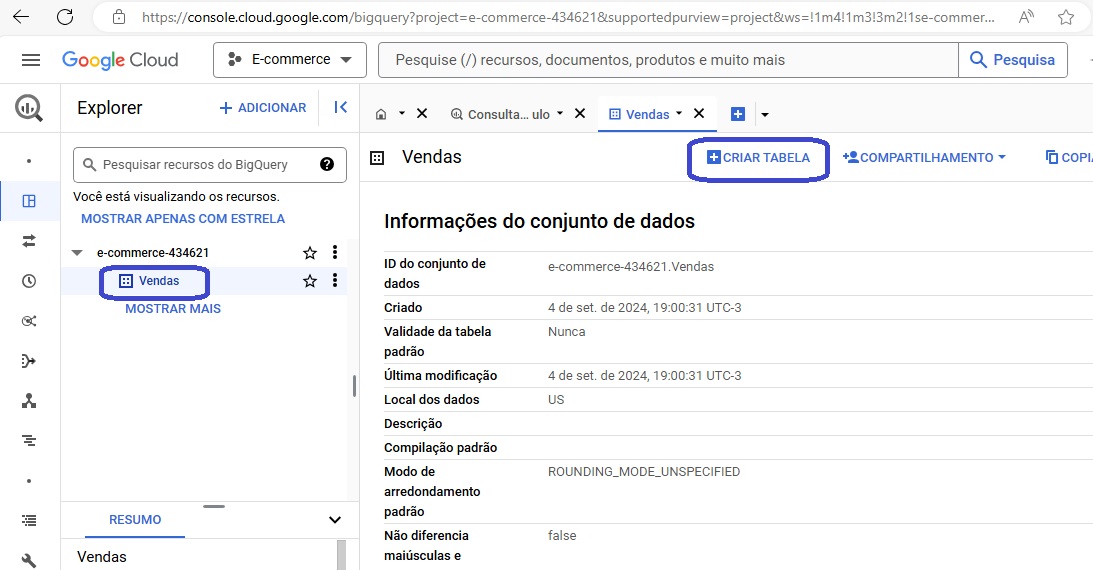 https://console.cloud.google.com/bigquery?project=e-commerce-434621&supportedpurview=project&ws=!1m4!1m3!3m2!1se-commer...
Google Cloud
E-commerce
Pesquise (/) recursos, documentos, produtos e muito mais
Pesquisa
Explorer
+ ADICIONAR
Consulta... ulo
Vendas
Pesquisar recursos do BigQuery
Vendas
CRIAR TABELA
COMPARTILHAMENTO
COPI
Você está visualizando os recursos.
MOSTRAR APENAS COM ESTRELA
e-commerce-434621
Vendas
MOSTRAR MAIS
Informações do conjunto de dados
ID do conjunto de
dados
e-commerce-434621.Vendas
Criado
4 de set. de 2024, 19:00:31 UTC-3
Validade da tabela
padrão
Nunca
Última modificação
4 de set. de 2024, 19:00:31 UTC-3
Local dos dados
US
Descrição
Compilação padrão
Modo de
arredondamento
padrão
ROUNDING_MODE_UNSPECIFIED
Não diferencia
maiúsculas e
false
RESUMO
Vendas